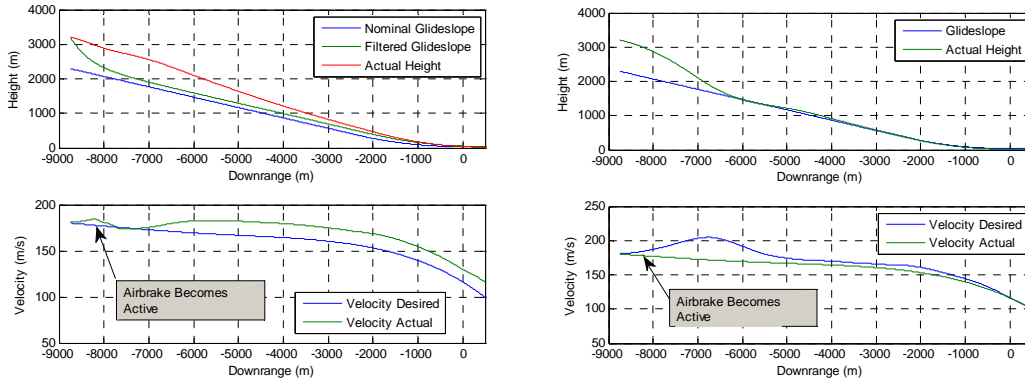 4000
3000
2000
1000
0
Height (m)
Nominal Glideslope
Filtered Glideslope
Actual Height
-9000 -8000 -7000 -6000 -5000 -4000 -3000 -2000 -1000 0
Downrange (m)
200
150
100
50
Velocity (m/s)
Airbrake Becomes
Active
Velocity Desired
Velocity Actual
-9000 -8000 -7000 -6000 -5000 -4000 -3000 -2000 -1000 0
Downrange (m)
4000
3000
2000
1000
0
Height (m)
Glideslope
Actual Height
-9000 -8000 -7000 -6000 -5000 -4000 -3000 -2000 -1000 0
Downrange (m)
250
200
150
100
50
Velocity (m/s)
Velocity Desired
Velocity Actual
Airbrake Becomes
Active
-9000 -8000 -7000 -6000 -5000 -4000 -3000 -2000 -1000 0
Downrange (m)